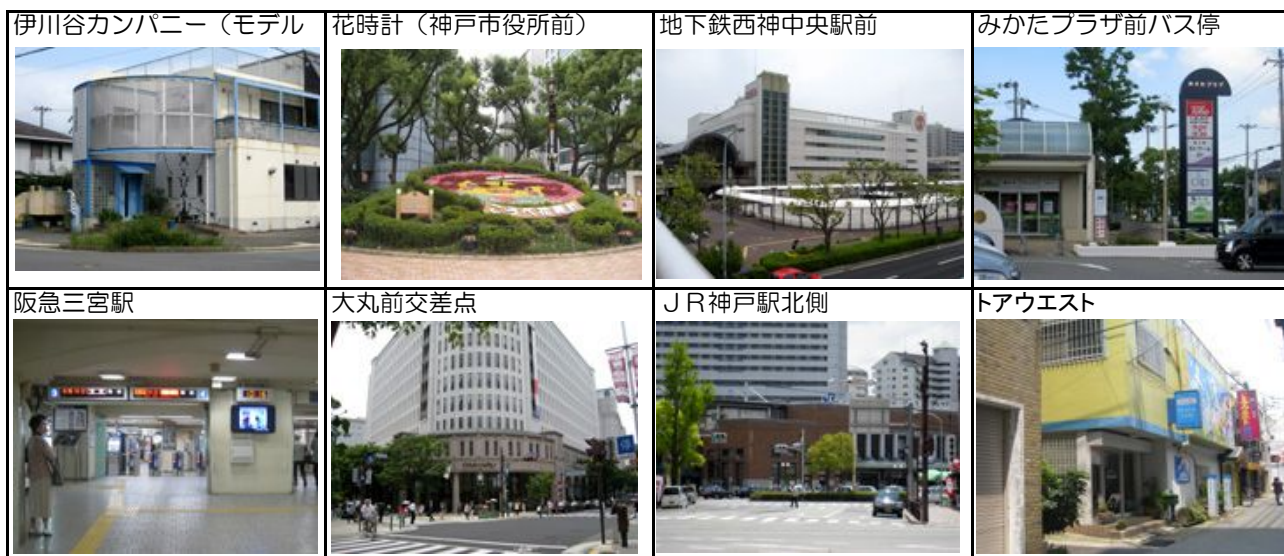 伊川谷カンパニー（モデル
花時計（神戸市役所前）
地下鉄西神中央駅前
みかたプラザ前バス停
阪急三宮駅
大丸前交差点
ＪＲ神戸駅北側
トアウエスト